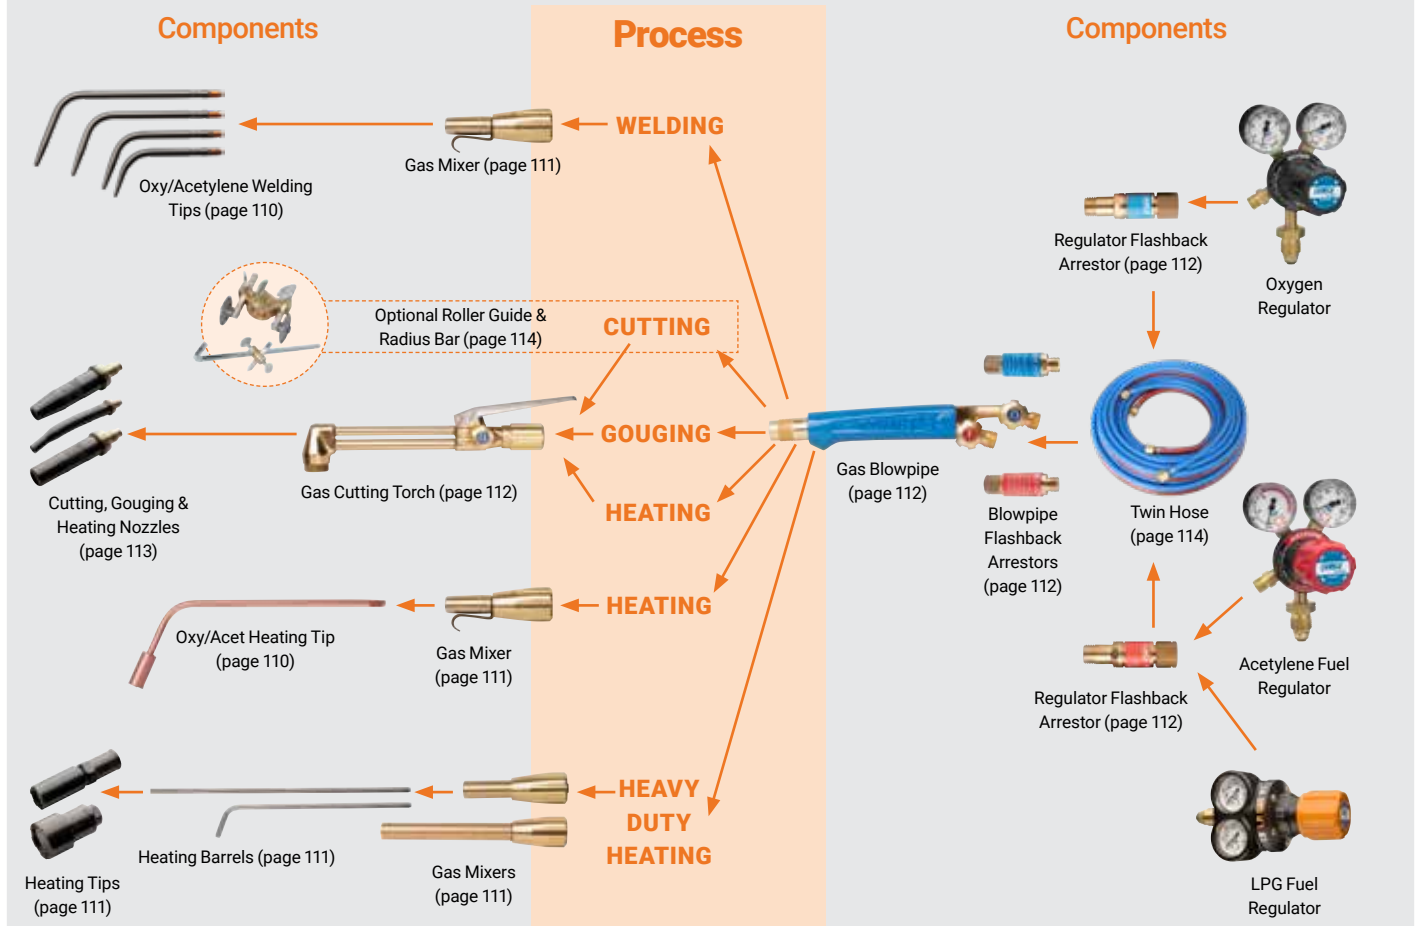 Components
Process
Components
WELDING
Gas Mixer (page 111)
Oxy/Acetylene Welding
Tips (page 110)
Regulator Flashback
Arrestor (page 112)
Oxygen
Regulator
Optional Roller Guide &
Radius Bar (page 114)
CUTTING
GOUGING
HEATING
Gas Cutting Torch (page 112)
Cutting, Gouging &
Heating Nozzles
(page 113)
Gas Blowpipe
(page 112)
Blowpipe
Flashback
Arrestors
(page 112)
Twin Hose
(page 114)
HEATING
Oxy/Acet Heating Tip
(page 110)
Gas Mixer
(page 111)
Acetylene Fuel
Regulator
Regulator Flashback
Arrestor (page 112)
HEAVY
DUTY
HEATING
Heating Barrels (page 111)
Gas Mixers
(page 111)
Heating Tips
(page 111)
LPG Fuel
Regulator